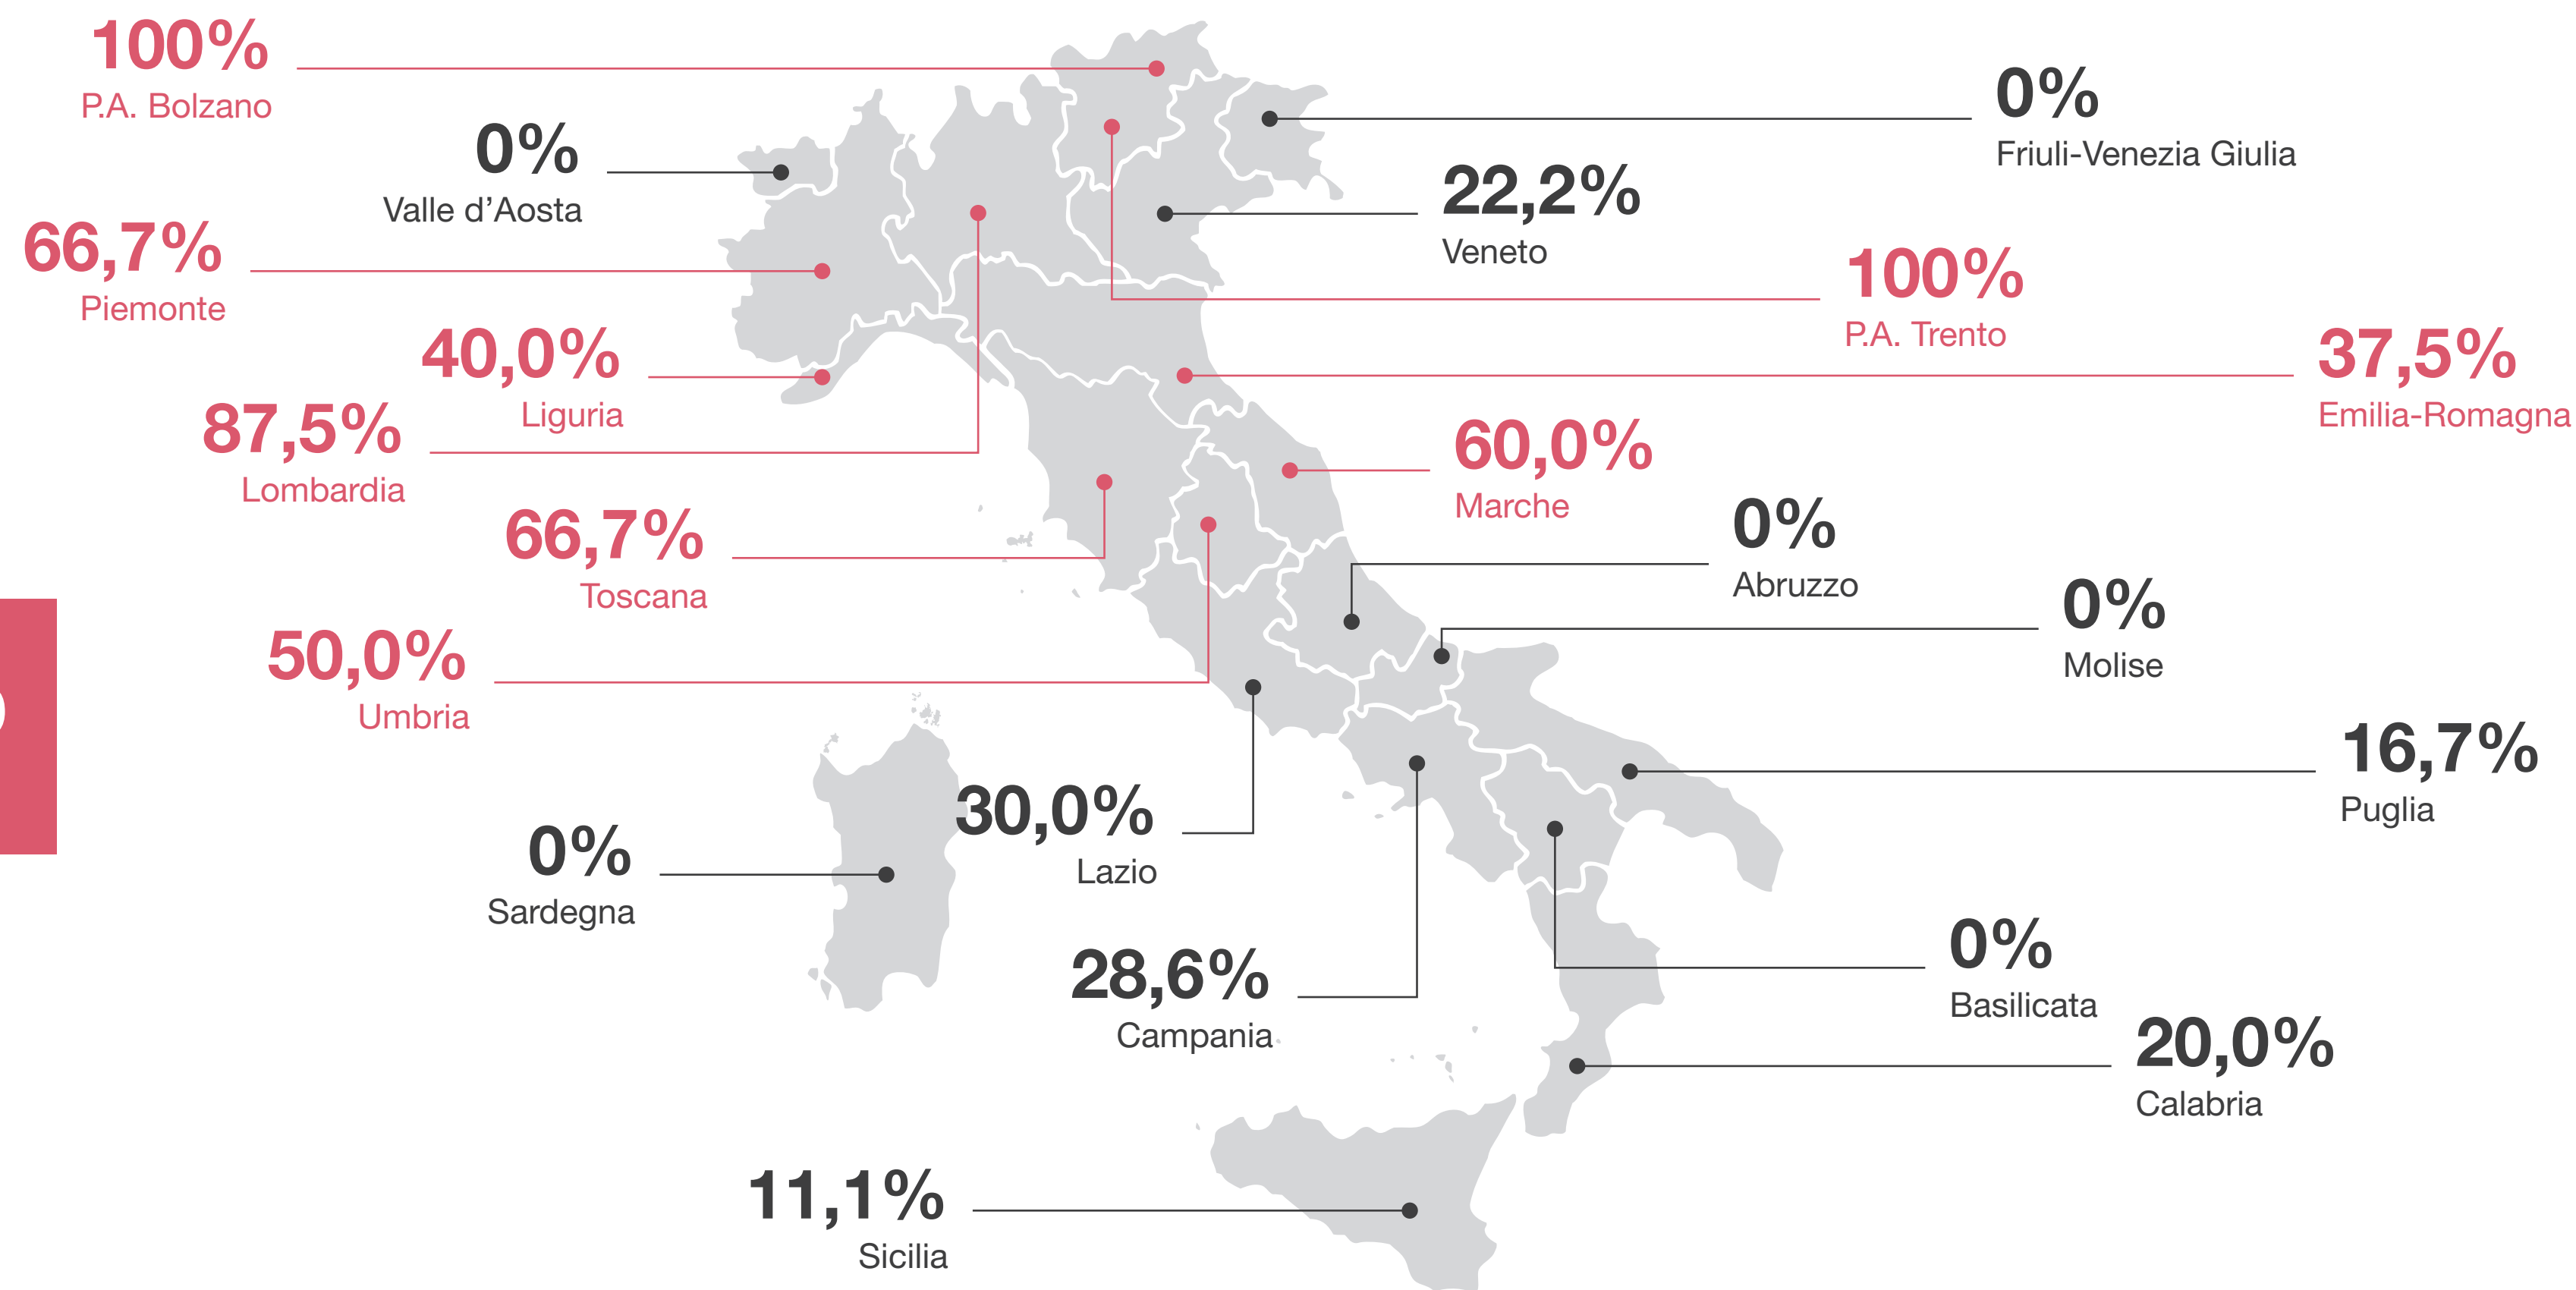 100%
P.A. Bolzano
0%
Friuli-Venezia Giulia
0%
Valle d’Aosta
22,2%
Veneto
66,7%
Piemonte
100%
P.A. Trento
40,0%
Liguria
37,5%
Emilia-Romagna
87,5%
Lombardia
60,0%
Marche
66,7%
Toscana
0%
Abruzzo
0%
Molise
50,0%
Umbria
16,7%
Puglia
30,0%
Lazio
0%
Sardegna
0%
Basilicata
28,6%
Campania
20,0%
Calabria
11,1%
Sicilia